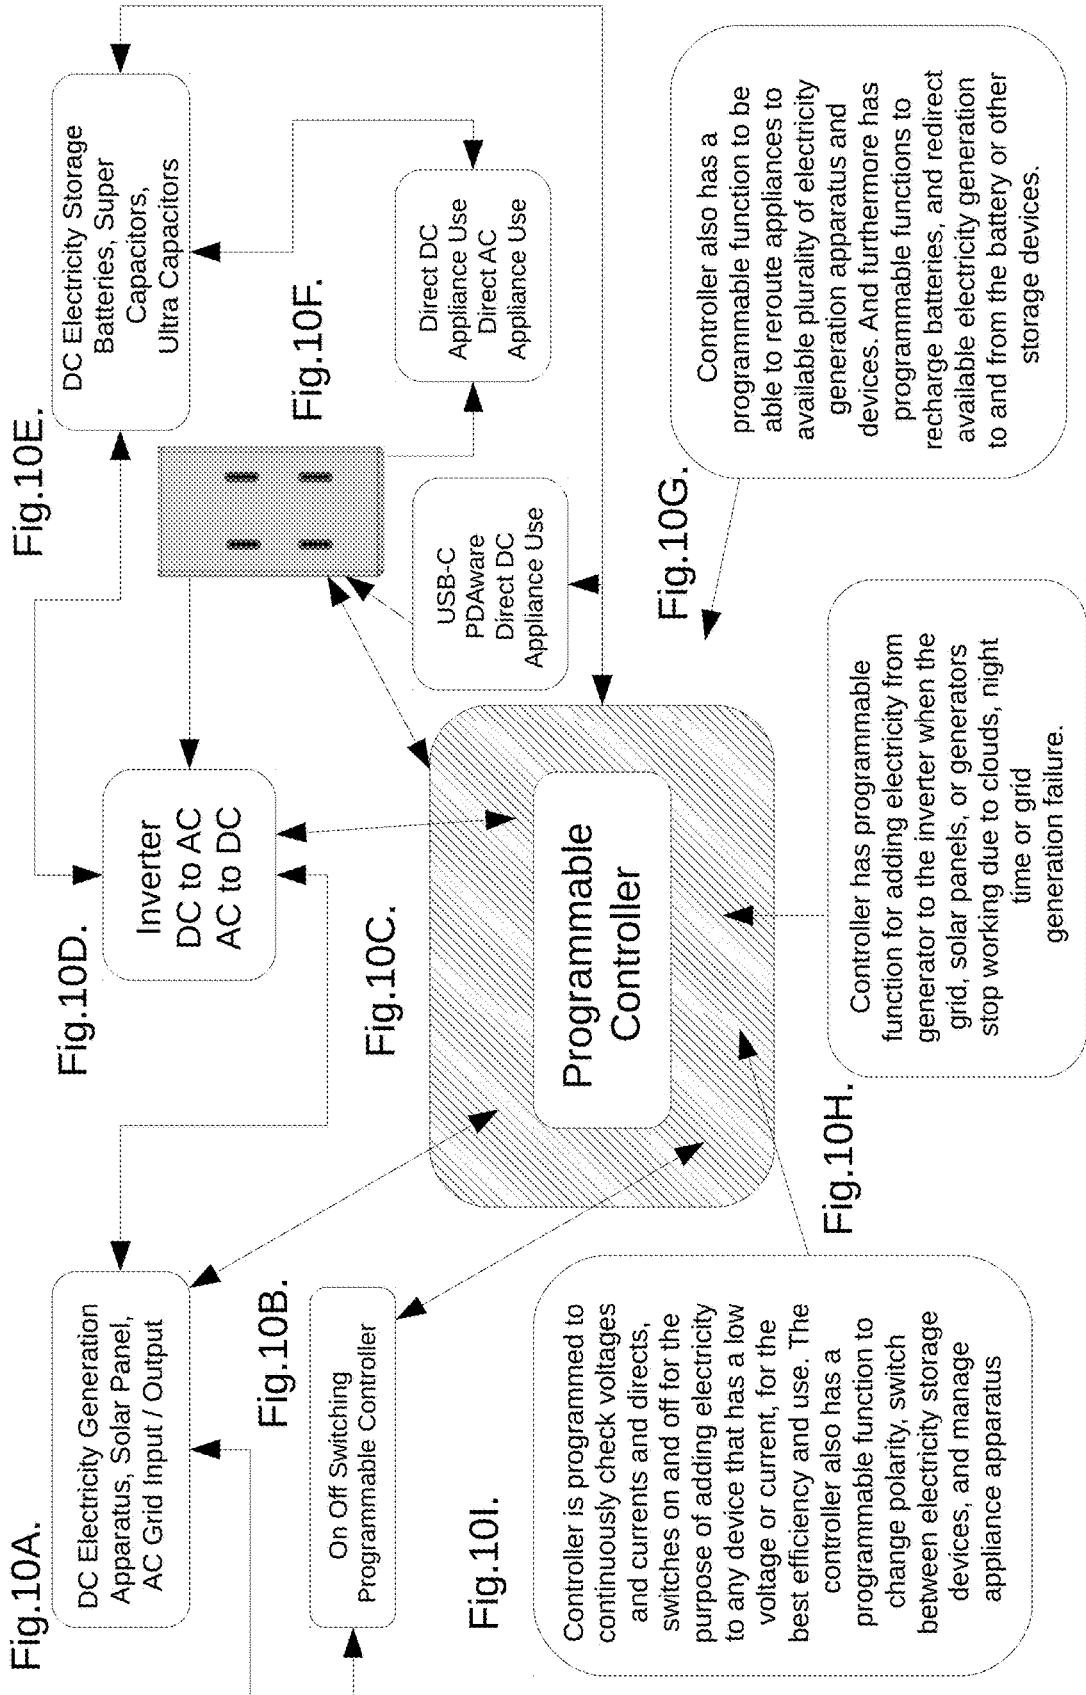 Fig.10A.
DC Electricity Generation
Apparatus, Solar Panel,
AC Grid Input / Output
Fig.10B.
On Off Switching
Programmable Controller
Fig.10D.
Inverter
DC to AC
AC to DC
Fig.10C.
Programmable
Controller
Fig.10E.
DC Electricity Storage
Batteries, Super
Capacitors,
Ultra Capacitors
Fig.10F.
Direct DC
Appliance Use
Direct AC
Appliance Use
USB-C
PDAware
Direct DC
Appliance Use
Fig.10I.
Controller is programmed to
continuously check voltages
and currents and directs,
switches on and off for the
purpose of adding electricity
to any device that has a low
voltage or current, for the
best efficiency and use. The
controller also has a
programmable function to
change polarity, switch
between electricity storage
devices, and manage
appliance apparatus
Fig.10H.
Controller has programmable
function for adding electricity from
generator to the inverter when the
grid, solar panels, or generators
stop working due to clouds, night
time or grid
generation failure.
Fig.10G.
Controller also has a
programmable function to be
able to reroute appliances to
available plurality of electricity
generation apparatus and
devices. And furthermore has
programmable functions to
recharge batteries, and redirect
available electricity generation
to and from the battery or other
storage devices.